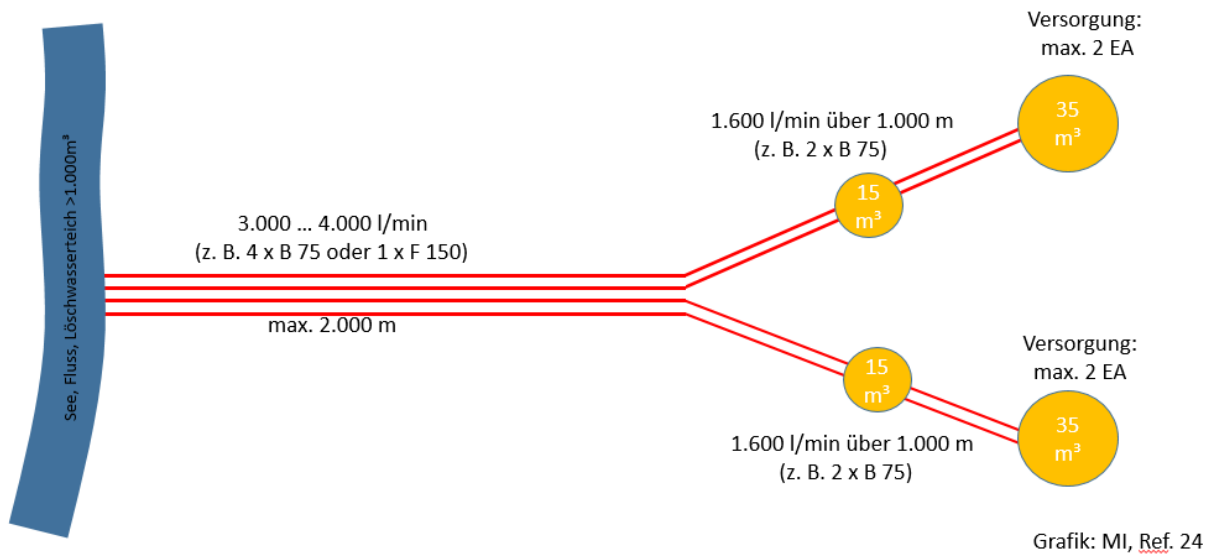 See, Fluss, Löschwasserteich >1.000m³
3.000 ... 4.000 l/min
(z. B. 4 x B 75 oder 1 x F 150)
max. 2.000 m
1.600 l/min über 1.000 m
(z. B. 2 x B 75)
15
m³
Versorgung:
max. 2 EA
35
m³
15
m³
1.600 l/min über 1.000 m
(z. B. 2 x B 75)
Versorgung:
max. 2 EA
35
m³
Grafik: MI, Ref. 24